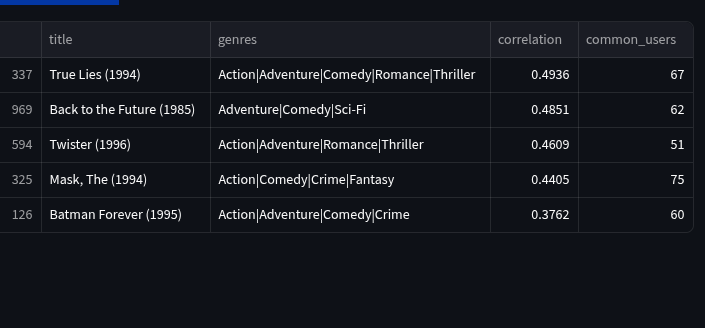 title genres correlation common_users
337 True Lies (1994) Action|Adventure|Comedy|Romance|Thriller 0.4936 67
969 Back to the Future (1985) Adventure|Comedy|Sci-Fi 0.4851 62
594 Twister (1996) Action|Adventure|Romance|Thriller 0.4609 51
325 Mask, The (1994) Action|Comedy|Crime|Fantasy 0.4405 75
126 Batman Forever (1995) Action|Adventure|Comedy|Crime 0.3762 60